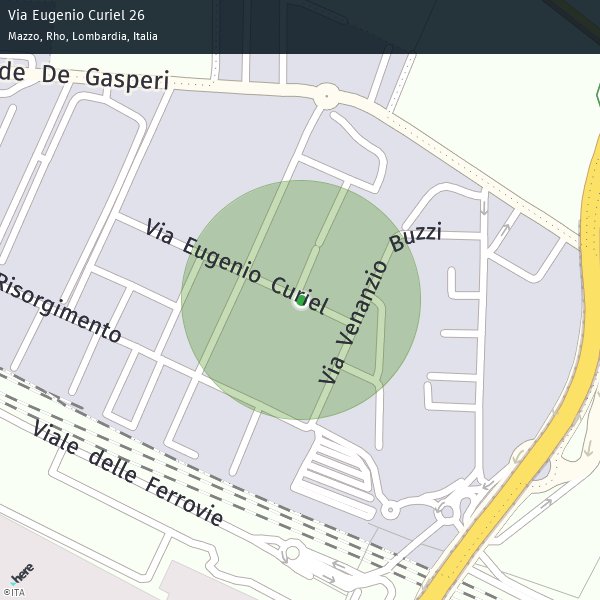 Via Eugenio Curiel 26
Mazzo, Rho, Lombardia, Italia
de De Gasperi
Via Eugenio Curiel
Buzzi
Via Venanzio
Risorgimento
Viale delle Ferrovie
here
©ITA